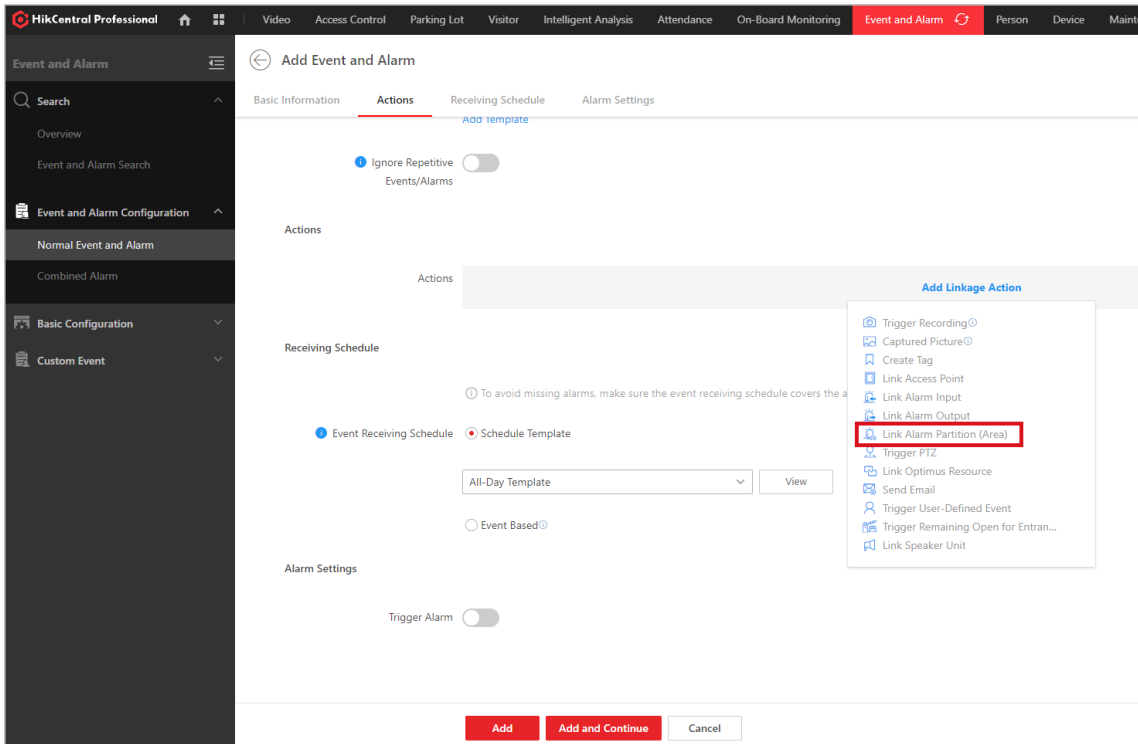 HikCentral Professional
Video Access Control Parking Lot Visitor Intelligent Analysis Attendance On-Board Monitoring Event and Alarm Person Device Maint
Event and Alarm
Search
Overview
Event and Alarm Search
Event and Alarm Configuration
Normal Event and Alarm
Combined Alarm
Basic Configuration
Custom Event
Add Event and Alarm
Basic Information Actions Receiving Schedule Alarm Settings
Add Template
Ignore Repetitive
Events/Alarms
Actions
Actions
Add Linkage Action
Trigger Recording
Captured Picture
Create Tag
Link Access Point
Link Alarm Input
Link Alarm Output
Link Alarm Partition (Area)
Trigger PTZ
Link Optimus Resource
Send Email
Trigger User-Defined Event
Trigger Remaining Open for Entran...
Link Speaker Unit
Receiving Schedule
To avoid missing alarms, make sure the event receiving schedule covers the a
Event Receiving Schedule Schedule Template
All-Day Template View
Event Based
Alarm Settings
Trigger Alarm
Add Add and Continue Cancel